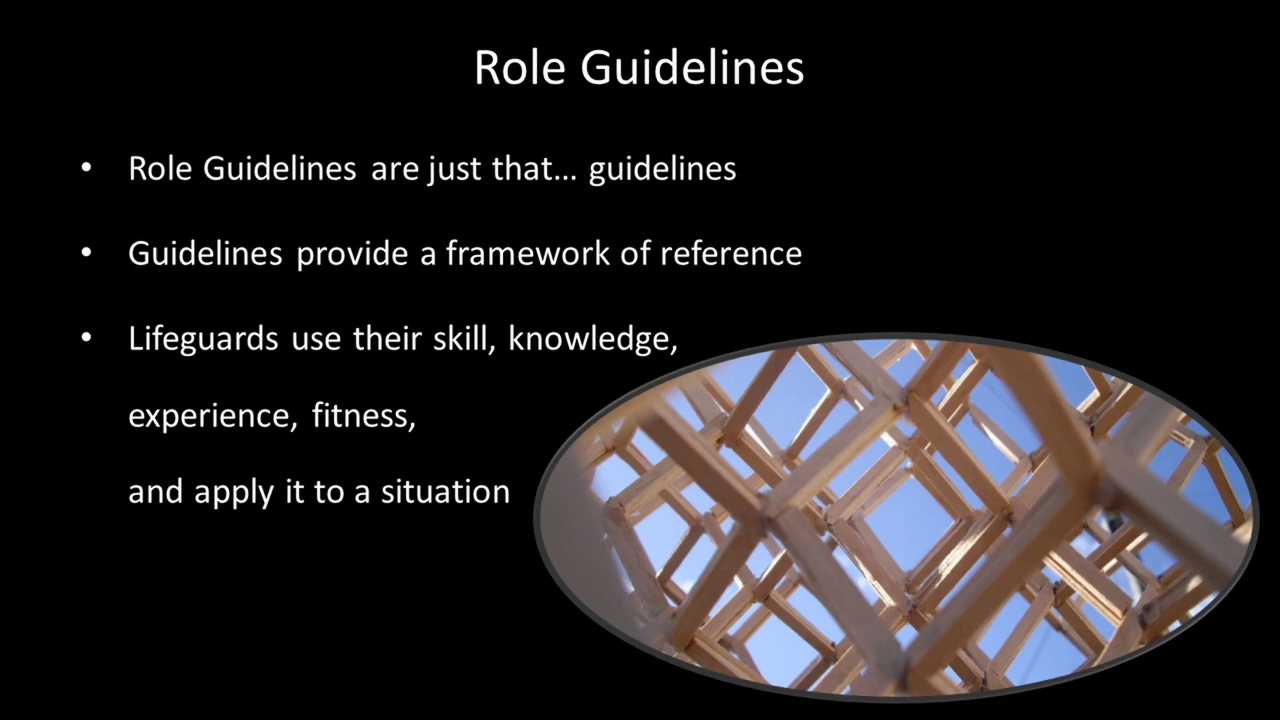 Role Guidelines
• Role Guidelines are just that... guidelines
• Guidelines provide a framework of reference
• Lifeguards use their skill, knowledge,
experience, fitness,
and apply it to a situation